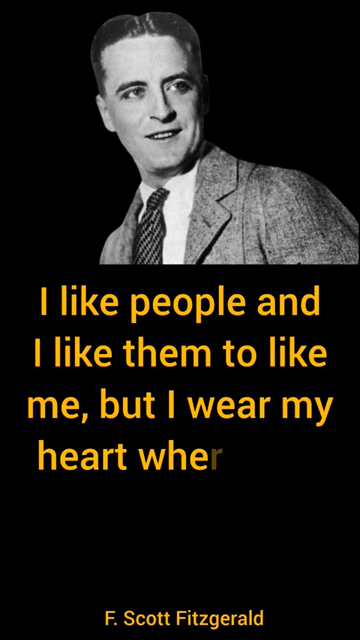 I like people and
I like them to like
me, but I wear my
heart wher
F. Scott Fitzgerald